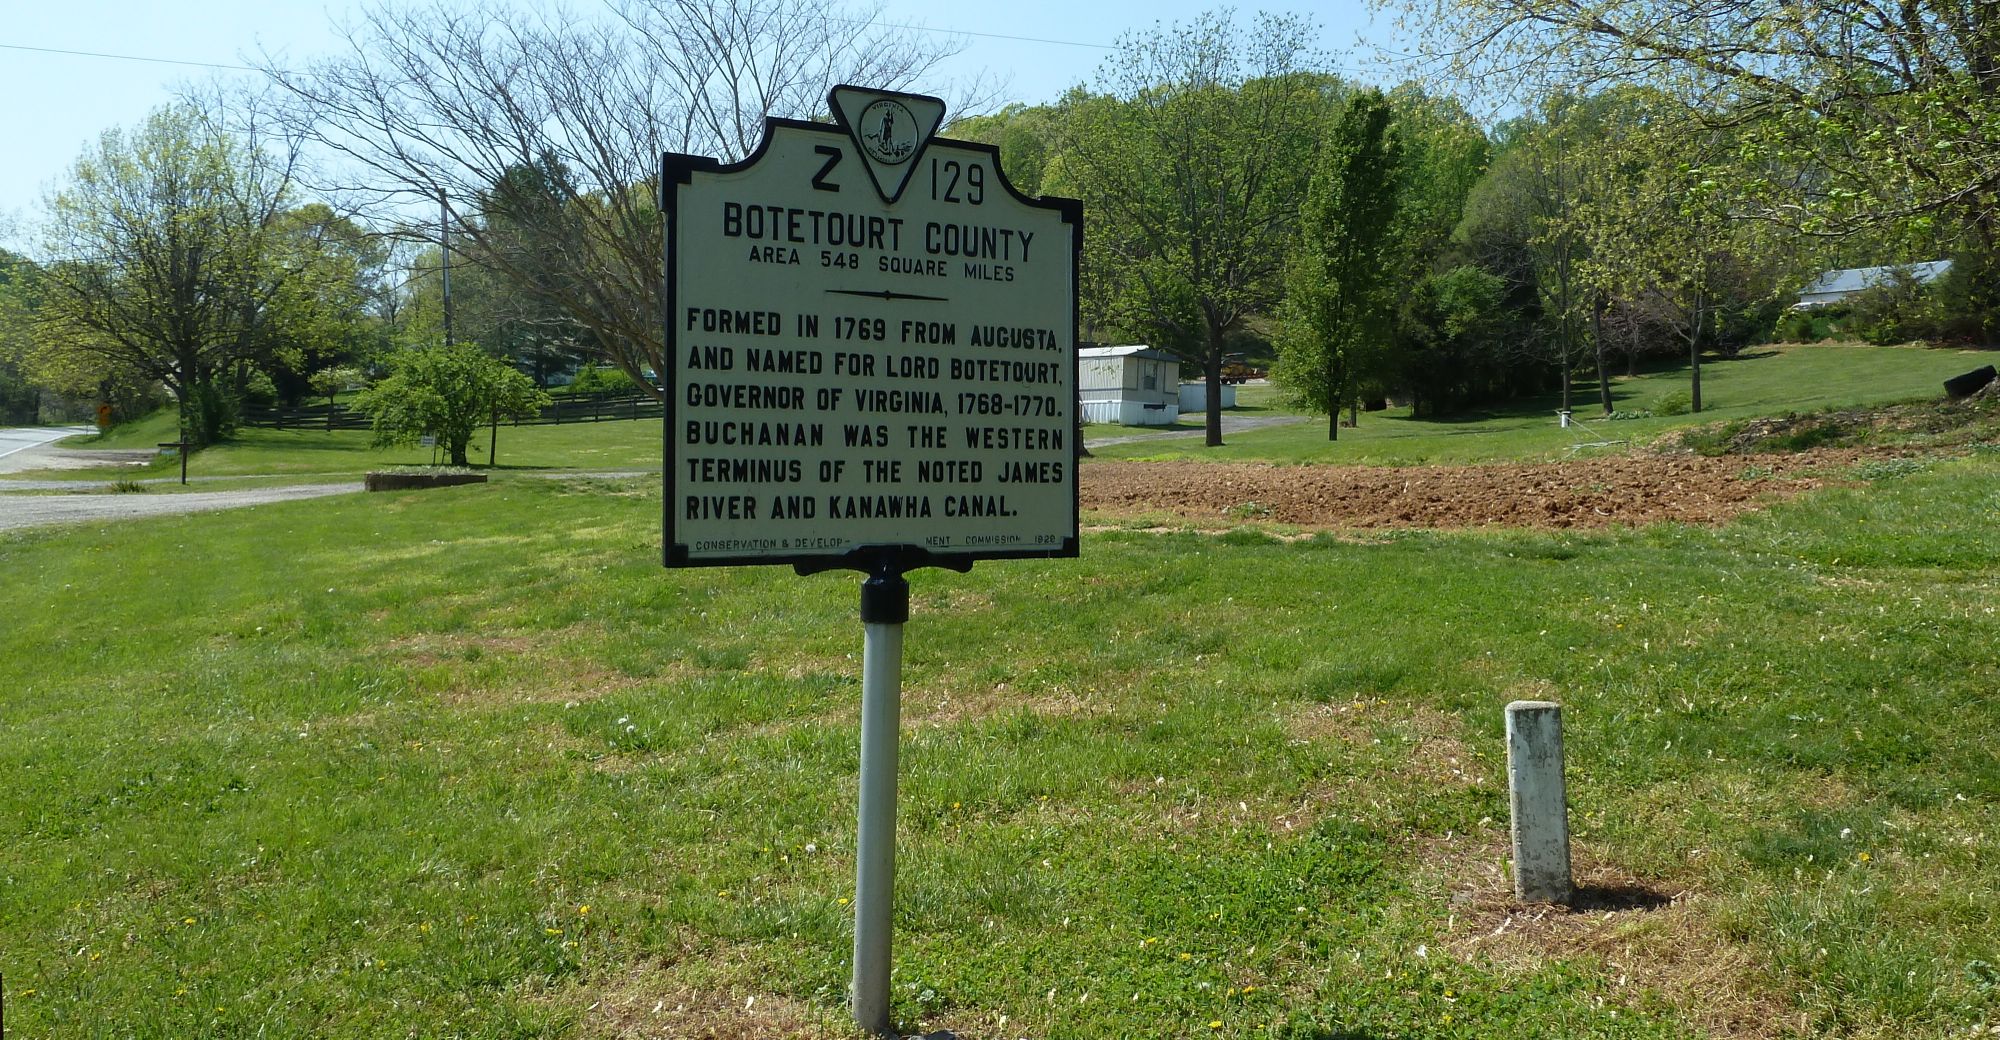 VIRGINIA
Z 129
BOTETOURT COUNTY
AREA 548 SQUARE MILES
FORMED IN 1769 FROM AUGUSTA,
AND NAMED FOR LORD BOTETOURT,
GOVERNOR OF VIRGINIA, 1768-1770.
BUCHANAN WAS THE WESTERN
TERMINUS OF THE NOTED JAMES
RIVER AND KANAWHA CANAL.
CONSERVATION & DEVELOP- MENT COMMISSION 1929